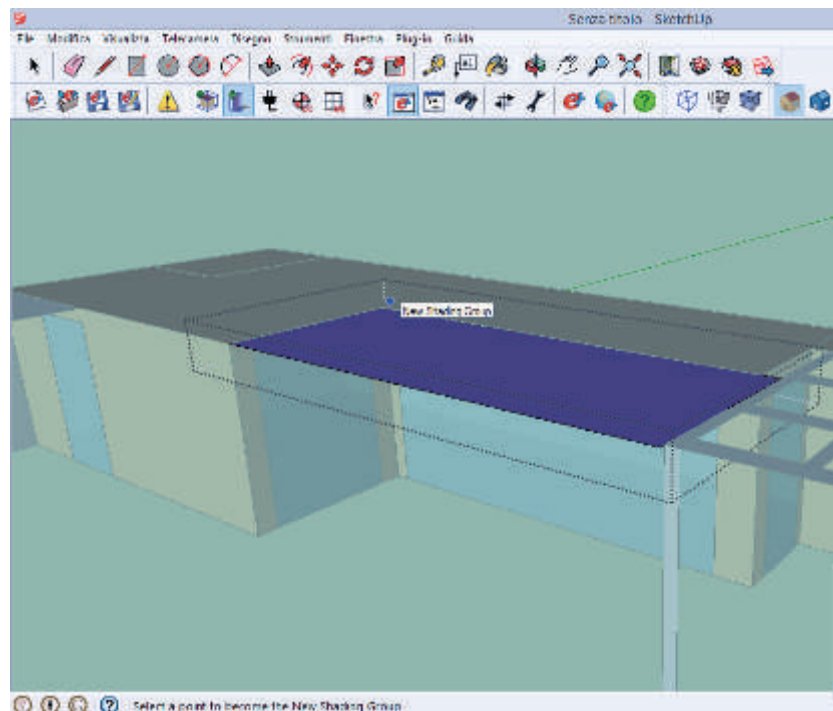 Senza titolo - SketchUp
File Modifica Visualizza Telecamera Disegno Strumenti Finestra Plug-in Guida
New Shading Group
Select a point to become the New Shading Group